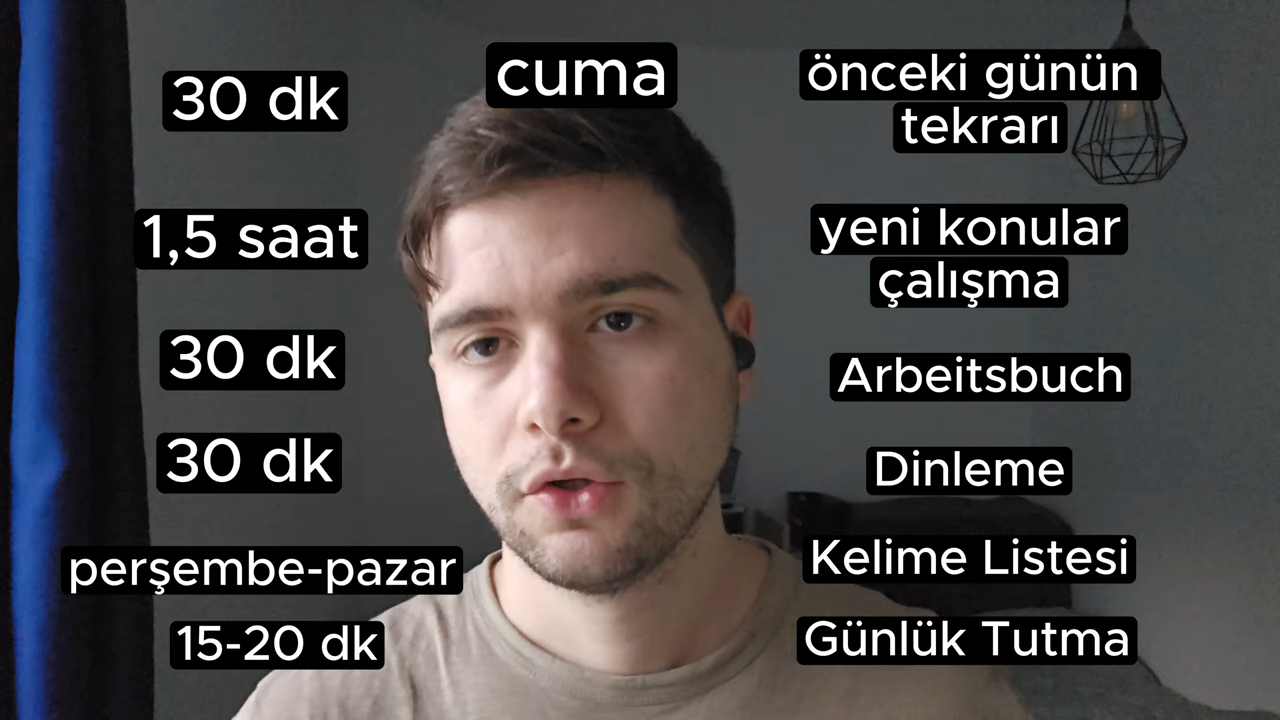 cuma
30 dk
önceki günün
tekrarı
1,5 saat
yeni konular
çalışma
30 dk
Arbeitsbuch
30 dk
Dinleme
perşembe-pazar
Kelime Listesi
15-20 dk
Günlük Tutma